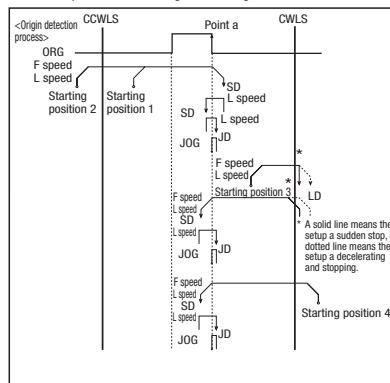 <Origin detection
process>
CCWLS
Point a
CWLS
ORG
F speed
L speed
Starting
position 2
Starting
position 1
SD
L speed
SD
L speed
JOG
JD
*
F speed
L speed
*
LD
Starting position 3
F speed
L speed
SD
* A solid line means the
setup a sudden stop, a
dotted line means the
setup a decelerating
and stopping.
JOG
JD
F speed
L speed
SD
Starting position 4
JOG
JD